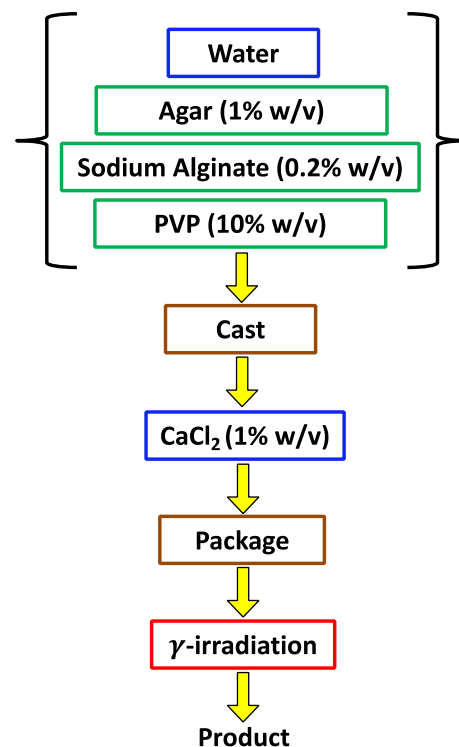 Water
Agar (1% w/v)
Sodium Alginate (0.2% w/v)
PVP (10% w/v)
Cast
CaCl₂ (1% w/v)
Package
γ-irradiation
Product